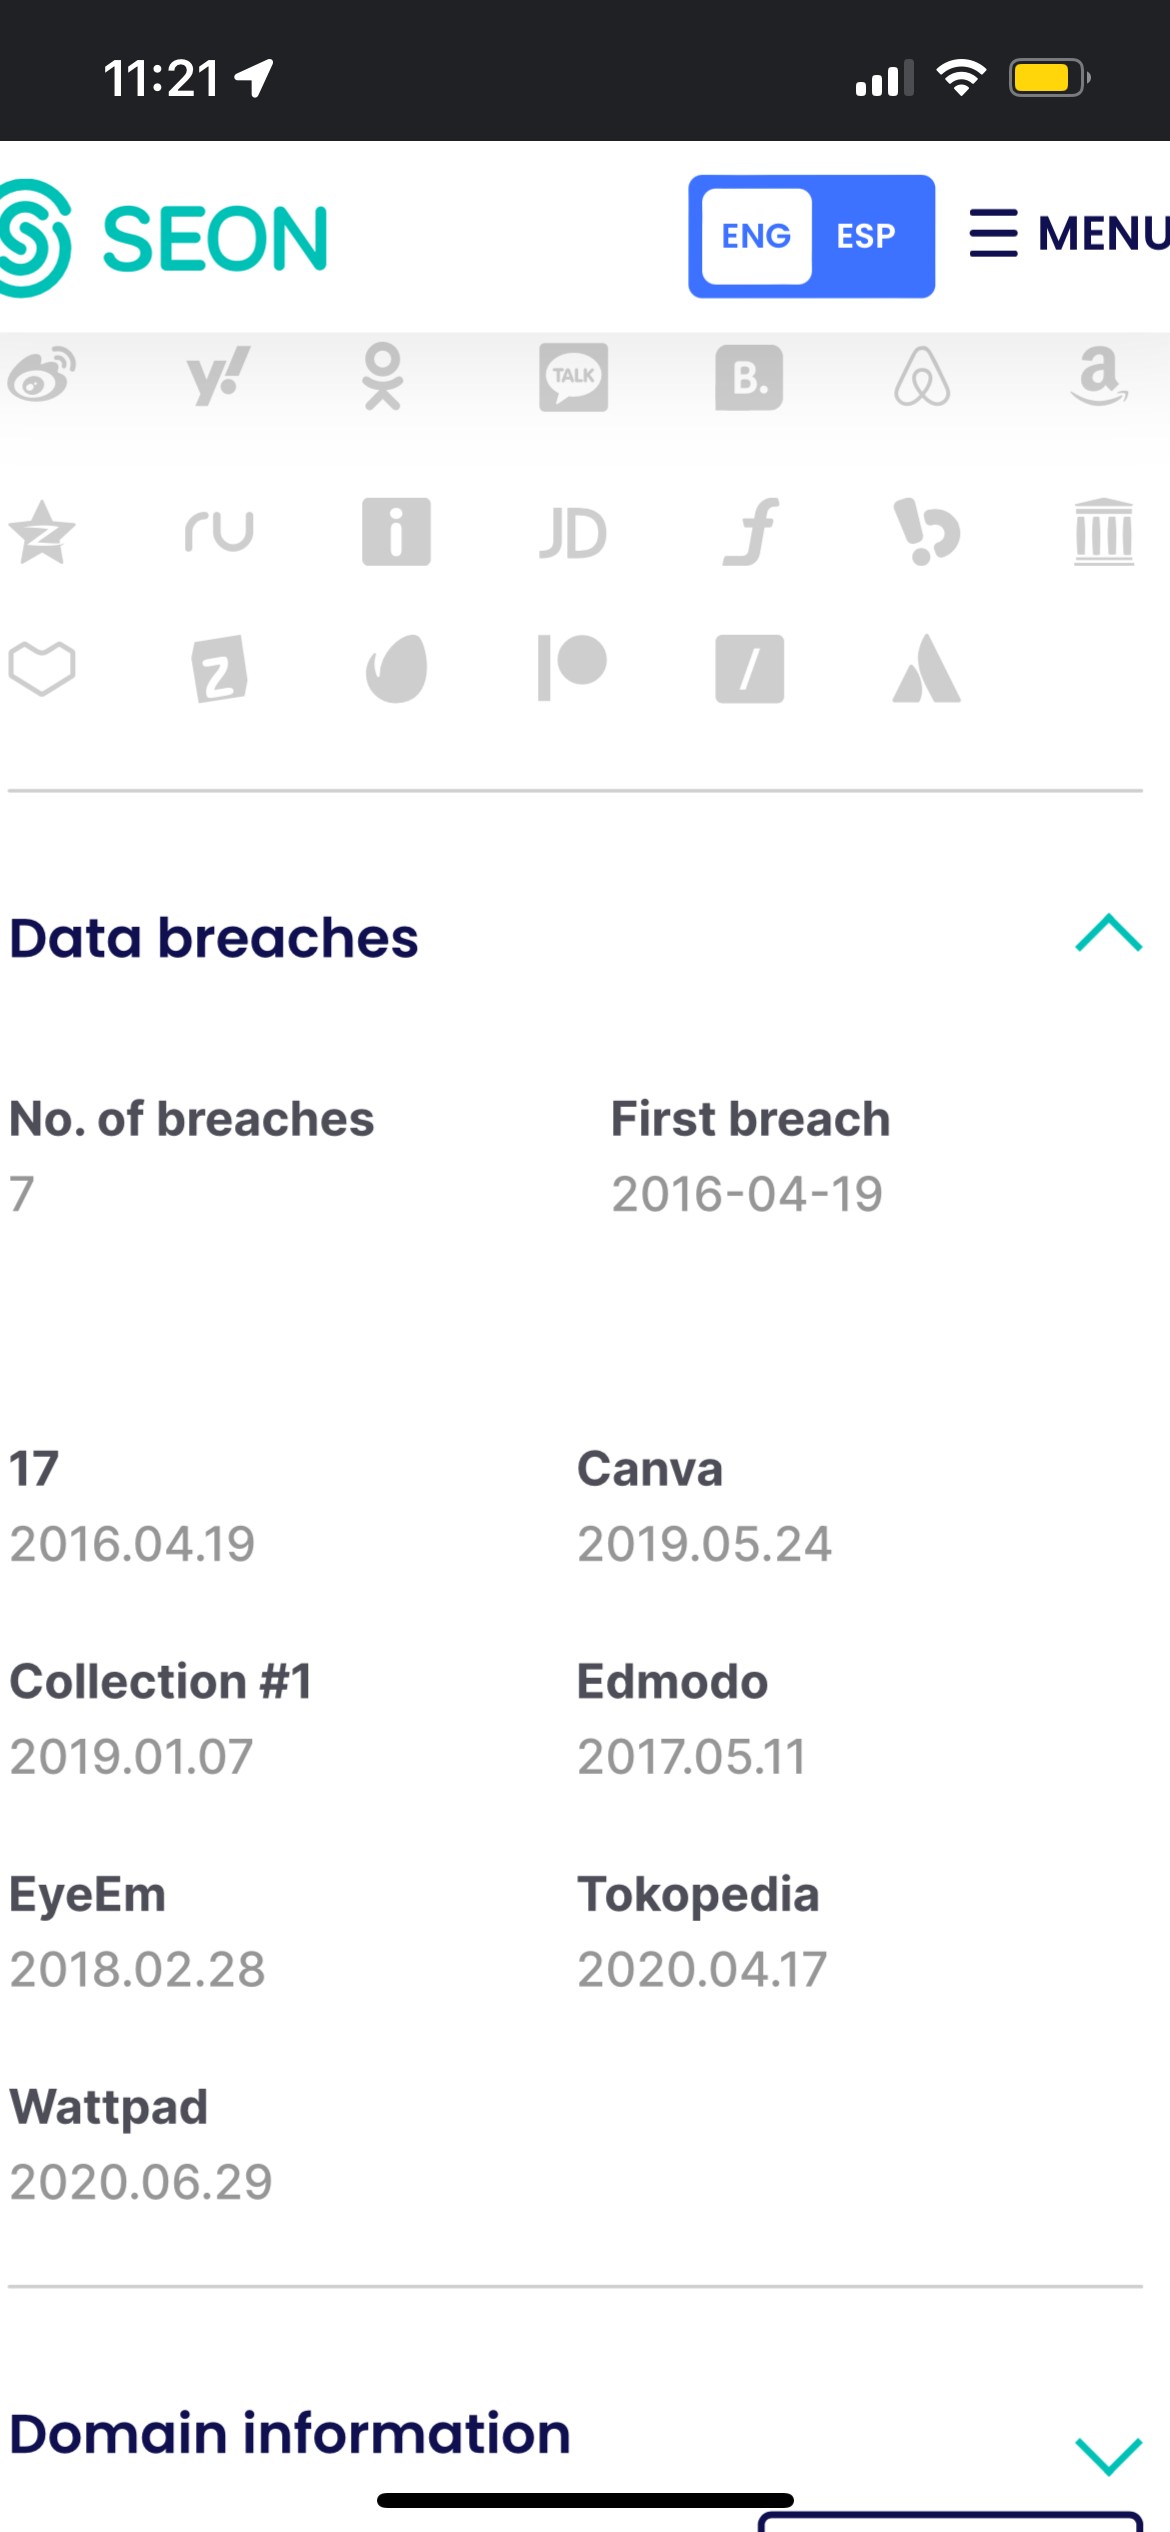 11:21
SEON
ENG ESP
MENU
TALK
B.
a
ru
i
JD
f
Z
/
Data breaches
No. of breaches
First breach
7
2016-04-19
17
Canva
2016.04.19
2019.05.24
Collection #1
Edmodo
2019.01.07
2017.05.11
EyeEm
Tokopedia
2018.02.28
2020.04.17
Wattpad
2020.06.29
Domain information